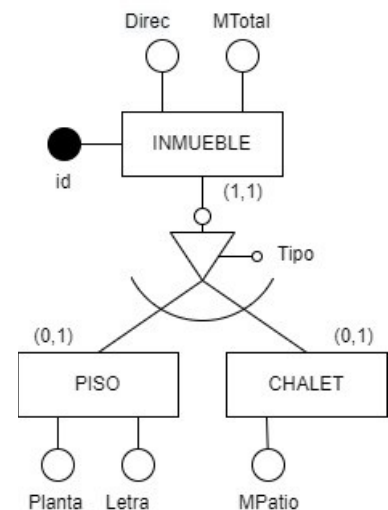 Direc MTotal
INMUEBLE
id
(1,1)
Tipo
(0,1) (0,1)
PISO CHALET
Planta Letra MPatio